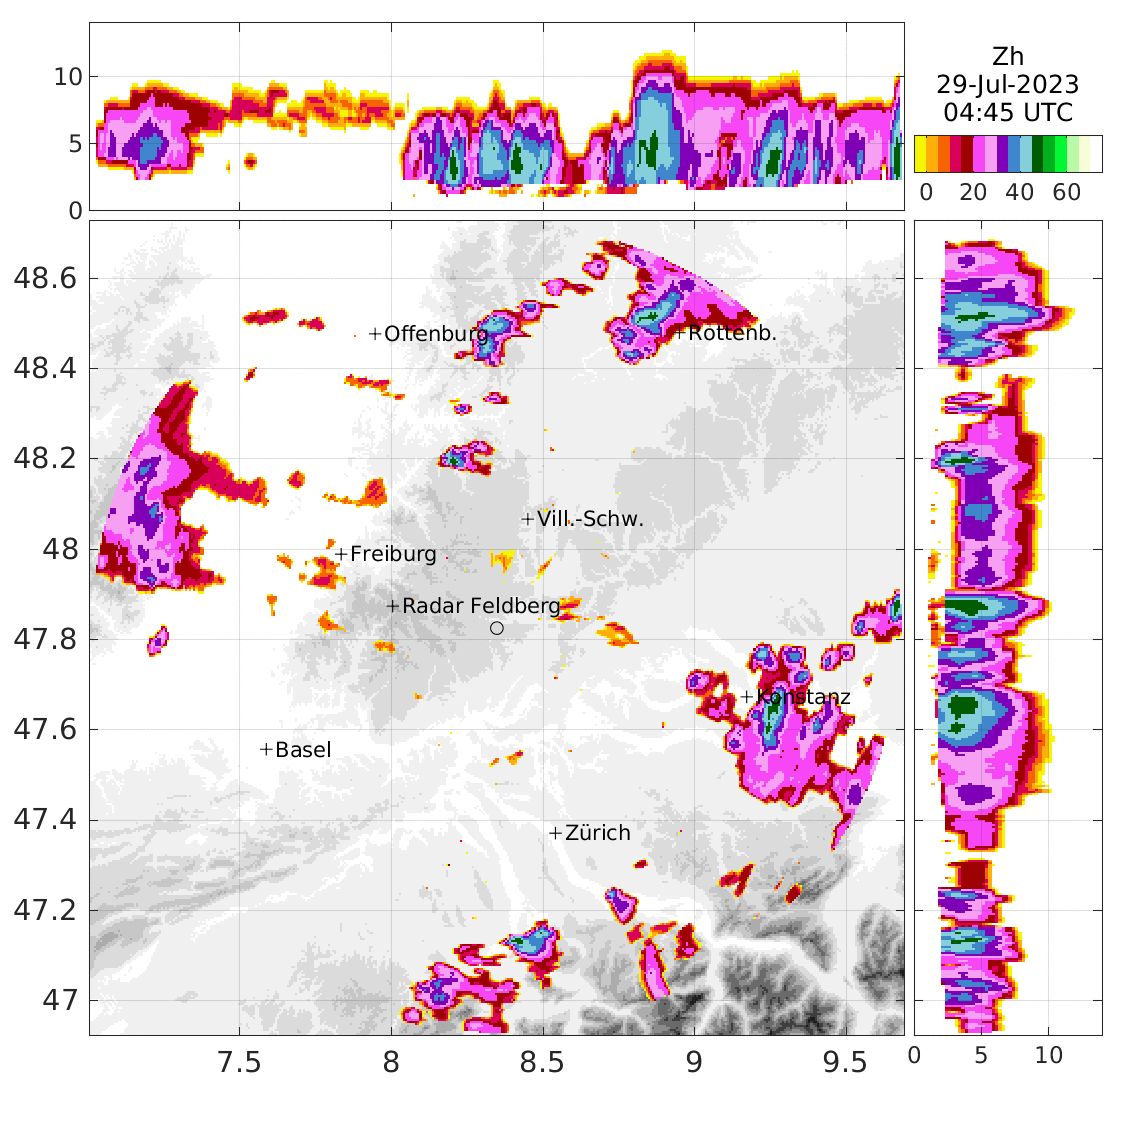 10
5
0
Zh
29-Jul-2023
04:45 UTC
0 20 40 60
48.6
48.4
48.2
48
47.8
47.6
47.4
47.2
47
Offenburg
Rottenb.
Vill.-Schw.
Freiburg
Radar Feldberg
Konstanz
Basel
Zürich
7.5 8 8.5 9 9.5
0 5 10